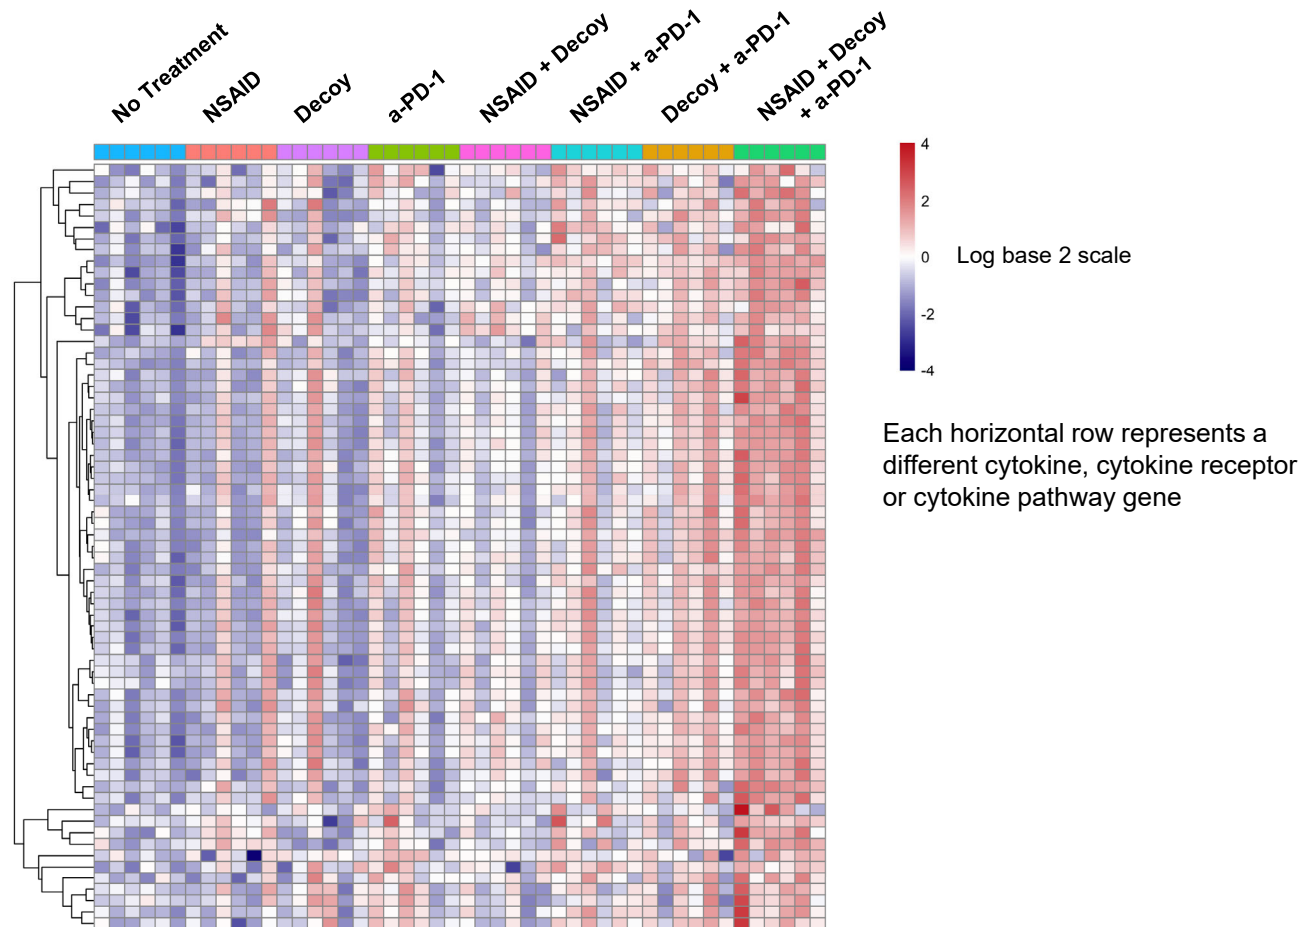 No Treatment
NSAID
Decoy
a-PD-1
NSAID + Decoy
NSAID + a-PD-1
Decoy + a-PD-1
NSAID + Decoy
+ a-PD-1
4
2
0
-2
-4
Log base 2 scale
Each horizontal row represents a
different cytokine, cytokine receptor
or cytokine pathway gene